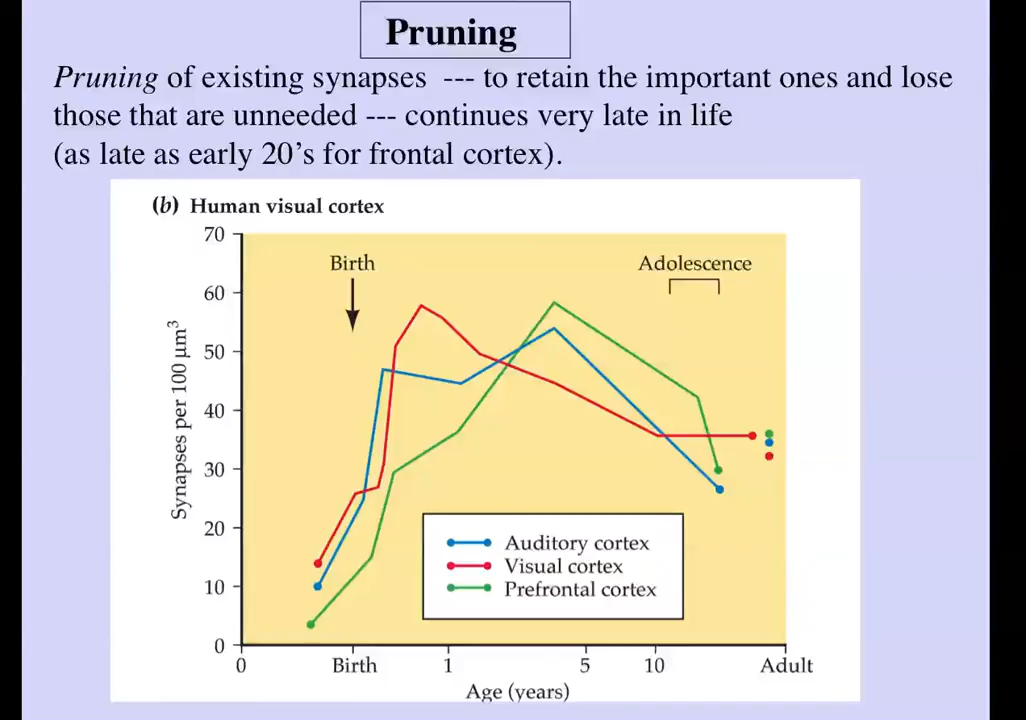 Pruning
Pruning of existing synapses --- to retain the important ones and lose
those that are unneeded --- continues very late in life
(as late as early 20's for frontal cortex).
(b) Human visual cortex
70
60
50
40
30
20
10
0
Synapses per 100 μm³
Birth
Adolescence
Auditory cortex
Visual cortex
Prefrontal cortex
0 Birth 1 5 10 Adult
Age (years)